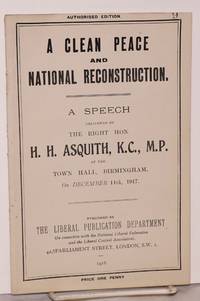 AUTHORISED EDITION.
A CLEAN PEACE
AND
NATIONAL RECONSTRUCTION.
A SPEECH
DELIVERED BY
THE RIGHT HON
H. H. ASQUITH, K.C., M.P.
AT THE
TOWN HALL, BIRMINGHAM,
On DECEMBER 11th, 1917.
PUBLISHED BY
THE LIBERAL PUBLICATION DEPARTMENT
(In connection with the National Liberal Federation
and the Liberal Central Association),
PARLIAMENT STREET, LONDON, S.W. 1.
PRICE ONE PENNY